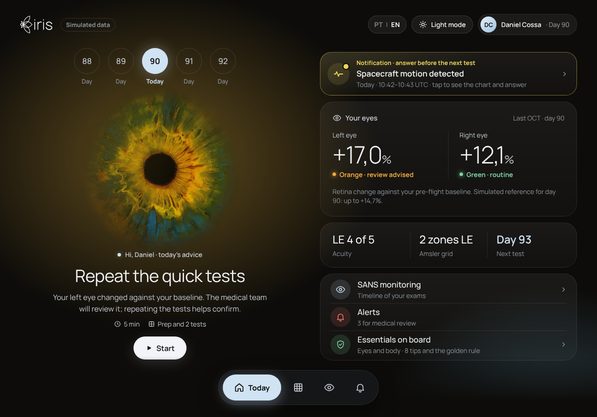 iris
Simulated data
PT | EN
Light mode
DC Daniel Cossa · Day 90
88 89 90 91 92
Day Day Today Day Day
Hi, Daniel · today's advice
Repeat the quick tests
Your left eye changed against your baseline. The medical team
will review it; repeating the tests helps confirm.
5 min Prep and 2 tests
Start
Notification · answer before the next test
Spacecraft motion detected
Today · 10:42–10:43 UTC · tap to see the chart and answer
Your eyes Last OCT · day 90
Left eye Right eye
+17,0% +12,1%
Orange · review advised Green · routine
Retina change against your pre-flight baseline. Simulated reference for day
90: up to +14,7%.
LE 4 of 5 2 zones LE Day 93
Acuity Amsler grid Next test
SANS monitoring
Timeline of your exams
Alerts
3 for medical review
Essentials on board
Eyes and body · 8 tips and the golden rule
Today